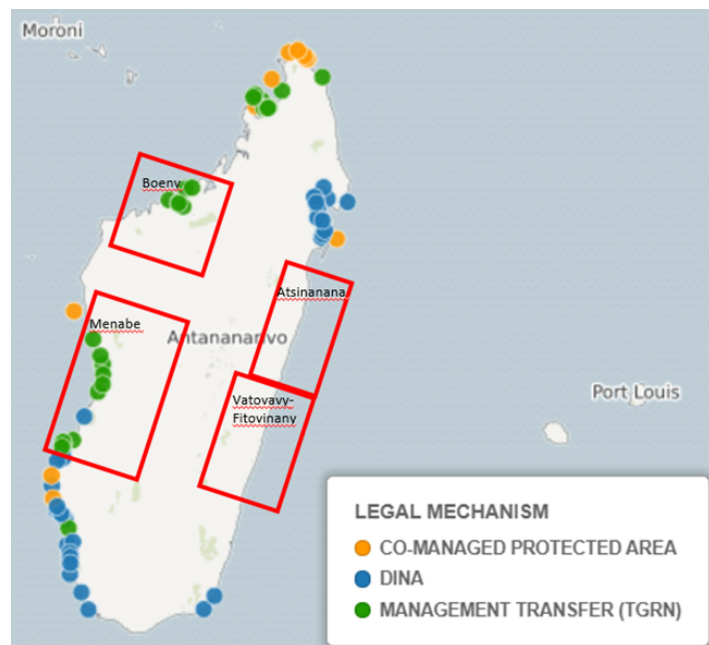 Moroni
Boeny
Atsinanana
Menabe
Antananarivo
Vatovavy-
Fitovinany
Port Louis
LEGAL MECHANISM
CO-MANAGED PROTECTED AREA
DINA
MANAGEMENT TRANSFER (TGRN)